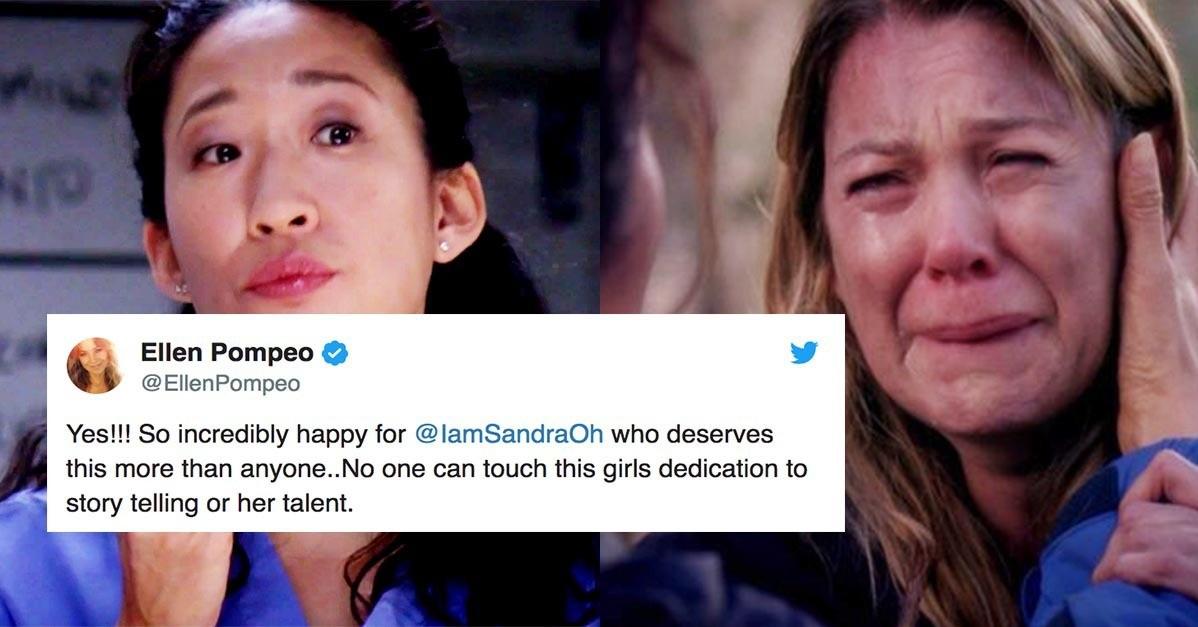 Ellen Pompeo
@EllenPompeo
Yes!!! So incredibly happy for @IamSandraOh who deserves
this more than anyone..No one can touch this girls dedication to
story telling or her talent.